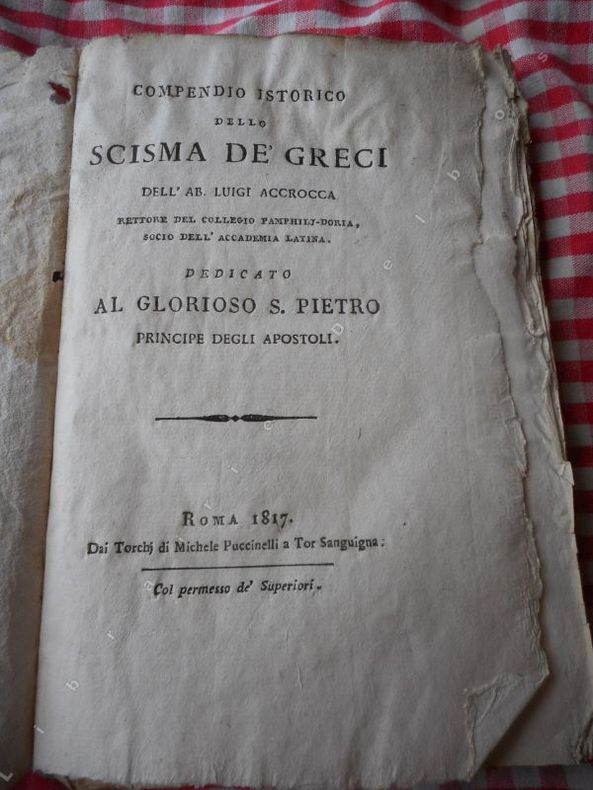 COMPENDIO ISTORICO
DELLO
SCISMA DE' GRECI
DELL' AB. LUIGI ACCROCCA
RETTORE DEL COLLEGIO PAMPHILJ-DORIA,
SOCIO DELL' ACCADEMIA LATINA.
DEDICATO
AL GLORIOSO S. PIETRO
PRINCIPE DEGLI APOSTOLI.
ROMA 1817.
Dai Torchj di Michele Puccinelli a Tor Sanguigna:
Col permesso de' Superiori.